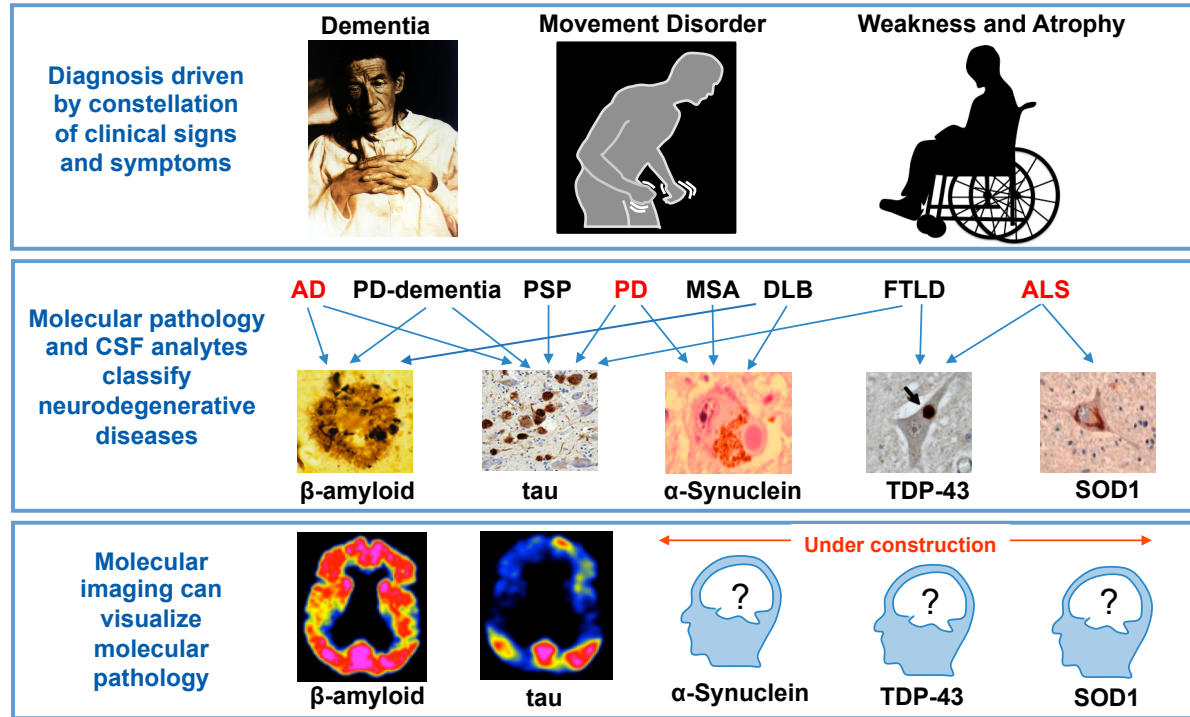 Dementia
Movement Disorder
Weakness and Atrophy
Diagnosis driven
by constellation
of clinical signs
and symptoms
AD PD-dementia PSP PD MSA DLB FTLD ALS
Molecular pathology
and CSF analytes
classify
neurodegenerative
diseases
β-amyloid
tau
α-Synuclein
TDP-43
SOD1
Under construction
Molecular
imaging can
visualize
molecular
pathology
?
?
?
β-amyloid
tau
α-Synuclein
TDP-43
SOD1